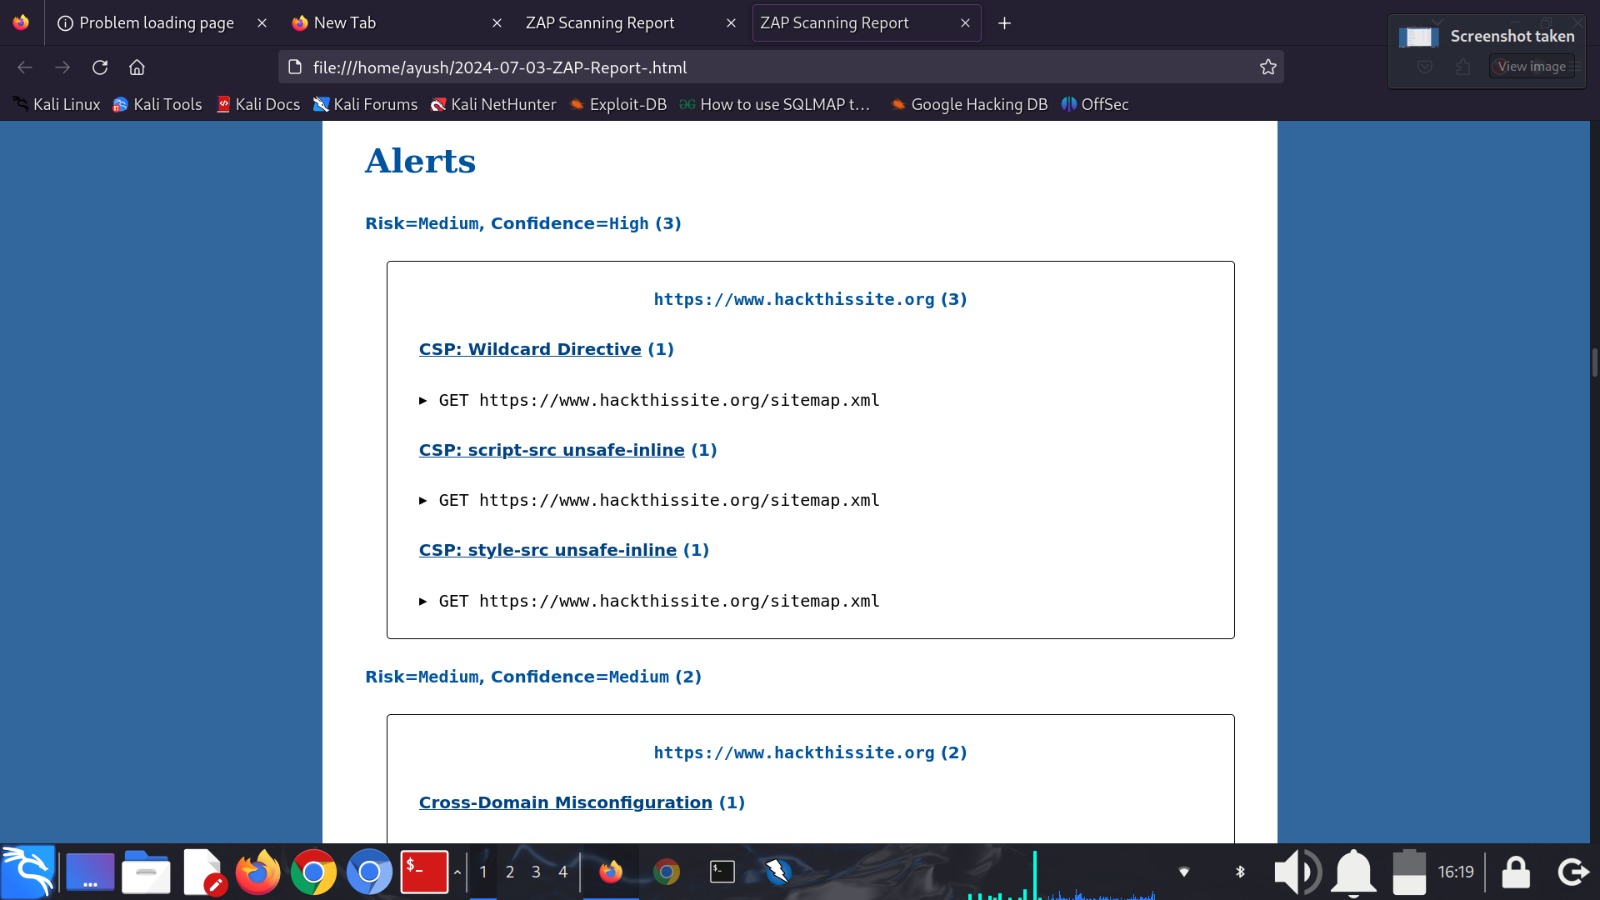 Problem loading page
New Tab
ZAP Scanning Report
ZAP Scanning Report
Screenshot taken
View image
file:///home/ayush/2024-07-03-ZAP-Report-.html
Kali Linux
Kali Tools
Kali Docs
Kali Forums
Kali NetHunter
Exploit-DB
How to use SQLMAP t...
Google Hacking DB
OffSec
Alerts
Risk=Medium, Confidence=High (3)
https://www.hackthissite.org (3)
CSP: Wildcard Directive (1)
▸ GET https://www.hackthissite.org/sitemap.xml
CSP: script-src unsafe-inline (1)
▸ GET https://www.hackthissite.org/sitemap.xml
CSP: style-src unsafe-inline (1)
▸ GET https://www.hackthissite.org/sitemap.xml
Risk=Medium, Confidence=Medium (2)
https://www.hackthissite.org (2)
Cross-Domain Misconfiguration (1)
$_
1 2 3 4
16:19